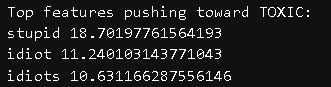 Top features pushing toward TOXIC:
stupid 18.70197761564193
idiot 11.240103143771043
idiots 10.631166287556146